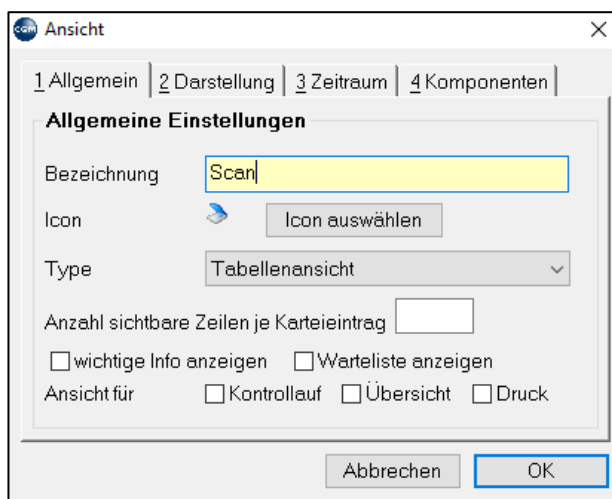 CGM Ansicht
1 Allgemein 2 Darstellung 3 Zeitraum 4 Komponenten
Allgemeine Einstellungen
Bezeichnung Scan
Icon Icon auswählen
Type Tabellenansicht
Anzahl sichtbare Zeilen je Karteieintrag
wichtige Info anzeigen Warteliste anzeigen
Ansicht für Kontrollauf Übersicht Druck
Abbrechen OK